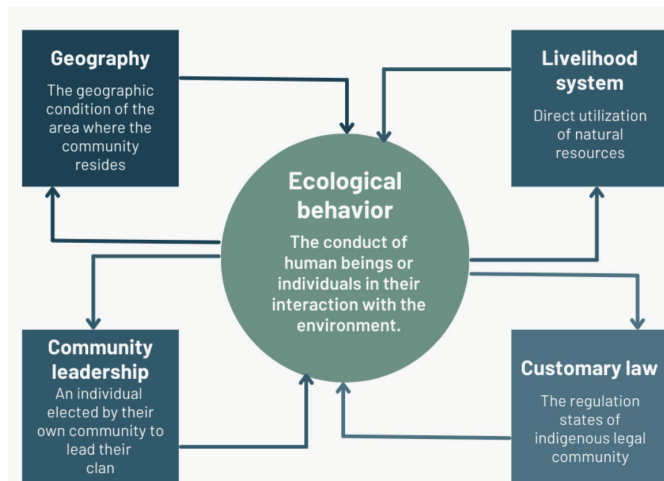 Geography
The geographic
condition of the
area where the
community
resides
Livelihood
system
Direct utilization
of natural
resources
Ecological
behavior
The conduct of
human beings or
individuals in their
interaction with the
environment.
Community
leadership
An individual
elected by their
own community to
lead their
clan
Customary law
The regulation
states of
indigenous legal
community